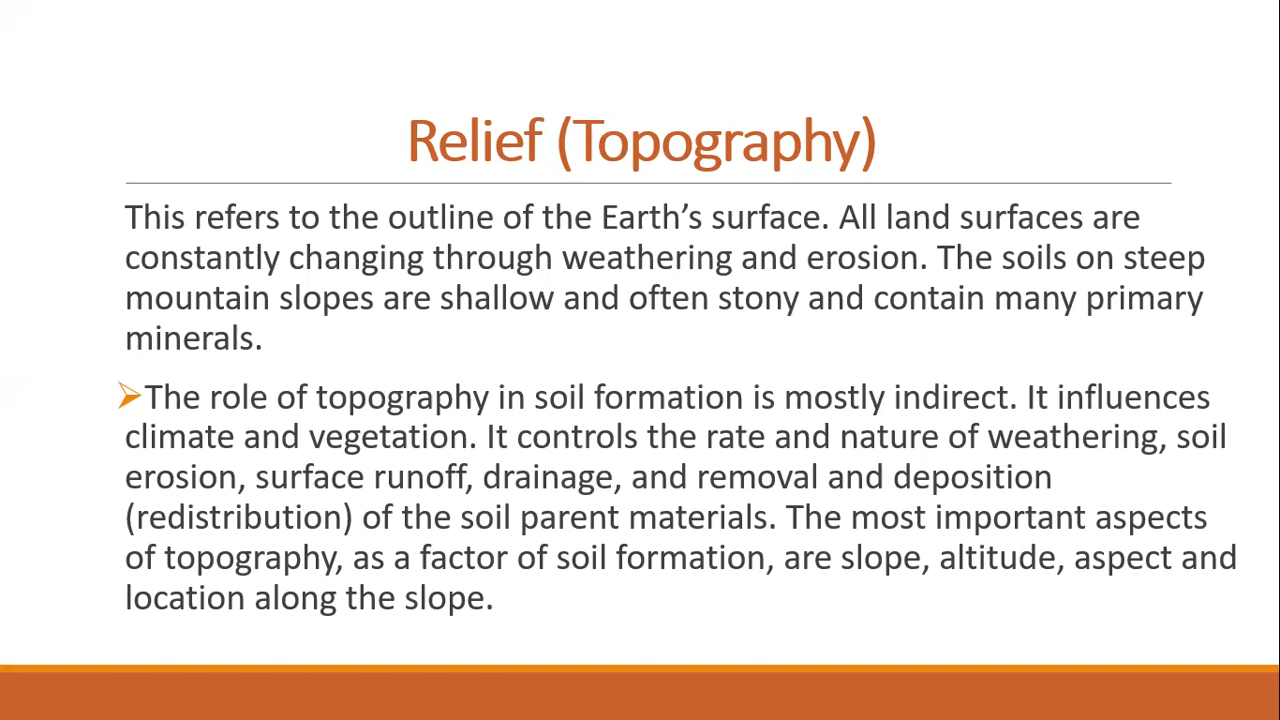 Relief (Topography)
This refers to the outline of the Earth’s surface. All land surfaces are
constantly changing through weathering and erosion. The soils on steep
mountain slopes are shallow and often stony and contain many primary
minerals.
➢The role of topography in soil formation is mostly indirect. It influences
climate and vegetation. It controls the rate and nature of weathering, soil
erosion, surface runoff, drainage, and removal and deposition
(redistribution) of the soil parent materials. The most important aspects
of topography, as a factor of soil formation, are slope, altitude, aspect and
location along the slope.